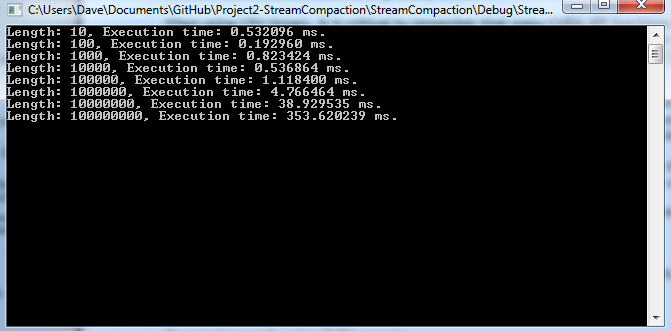 C:\Users\Dave\Documents\GitHub\Project2-StreamCompaction\StreamCompaction\Debug\Strea...
Length: 10, Execution time: 0.532096 ms.
Length: 100, Execution time: 0.192960 ms.
Length: 1000, Execution time: 0.823424 ms.
Length: 10000, Execution time: 0.536864 ms.
Length: 100000, Execution time: 1.118400 ms.
Length: 1000000, Execution time: 4.766464 ms.
Length: 10000000, Execution time: 38.929535 ms.
Length: 100000000, Execution time: 353.620239 ms.